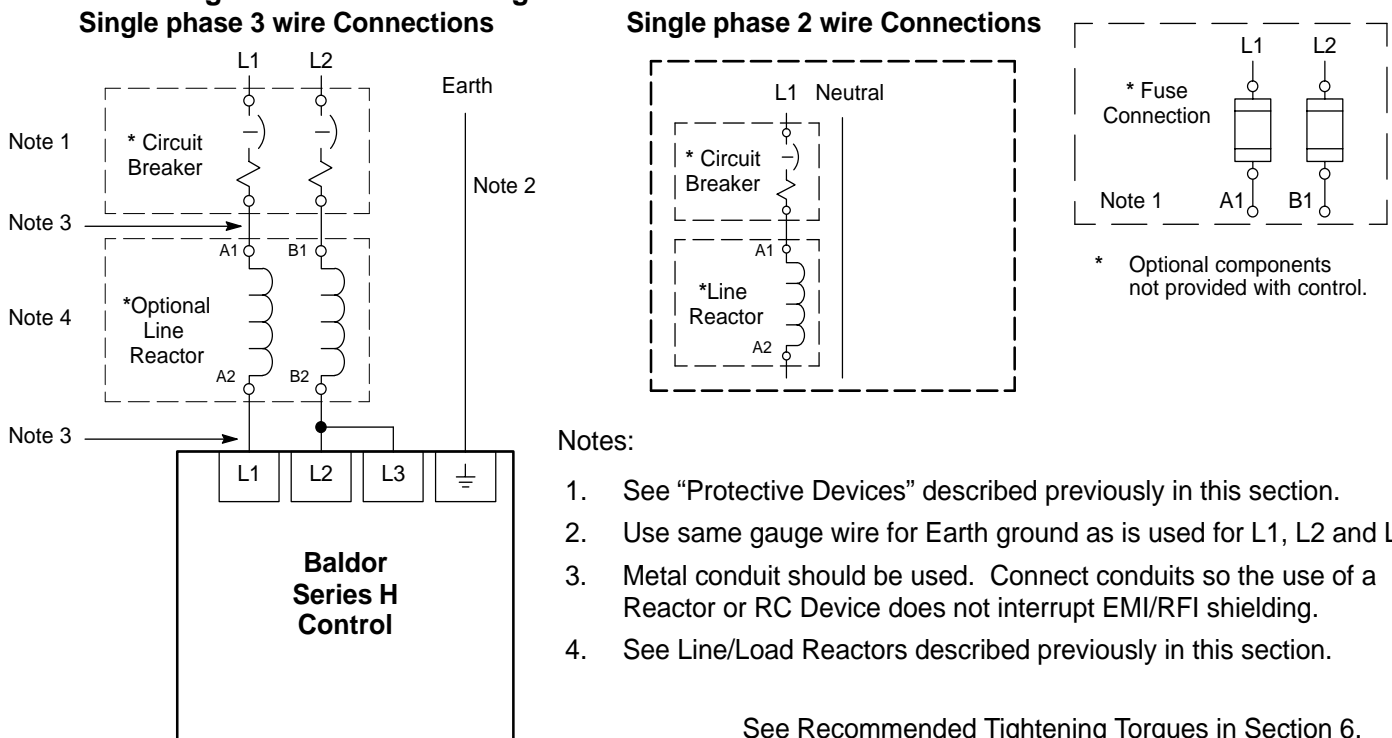 Single phase 3 wire Connections
L1
L2
Earth
Note 1
* Circuit
Breaker
Note 2
Note 3
A1
B1
Note 4
*Optional
Line
Reactor
A2
B2
Note 3
L1
L2
L3
Baldor
Series H
Control
Single phase 2 wire Connections
L1 Neutral
* Circuit
Breaker
A1
*Line
Reactor
A2
L1
L2
* Fuse
Connection
Note 1
A1
B1
* Optional components
not provided with control.
Notes:
1. See “Protective Devices” described previously in this section.
2. Use same gauge wire for Earth ground as is used for L1, L2 and L
3. Metal conduit should be used. Connect conduits so the use of a
Reactor or RC Device does not interrupt EMI/RFI shielding.
4. See Line/Load Reactors described previously in this section.
See Recommended Tightening Torques in Section 6.